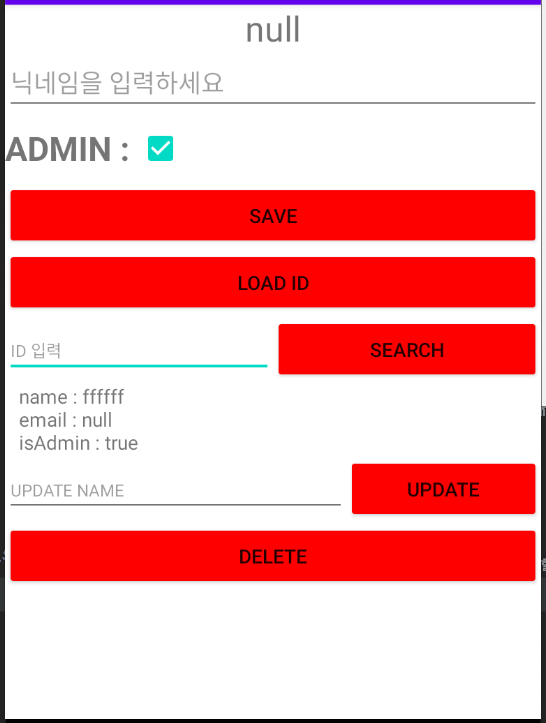 null
닉네임을 입력하세요
ADMIN :
SAVE
LOAD ID
ID 입력
SEARCH
name : ffffff
email : null
isAdmin : true
UPDATE NAME
UPDATE
DELETE